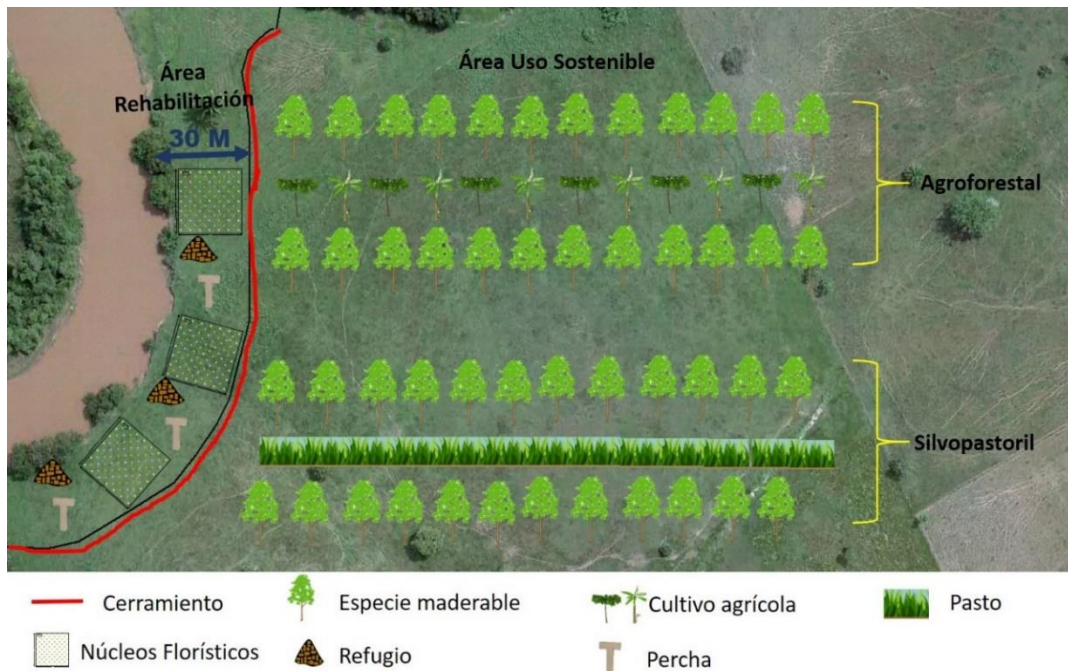 Área
Rehabilitación
30 M
Área Uso Sostenible
Agroforestal
Silvopastoril
Cerramiento
Especie maderable
Cultivo agrícola
Pasto
Núcleos Florísticos
Refugio
Percha